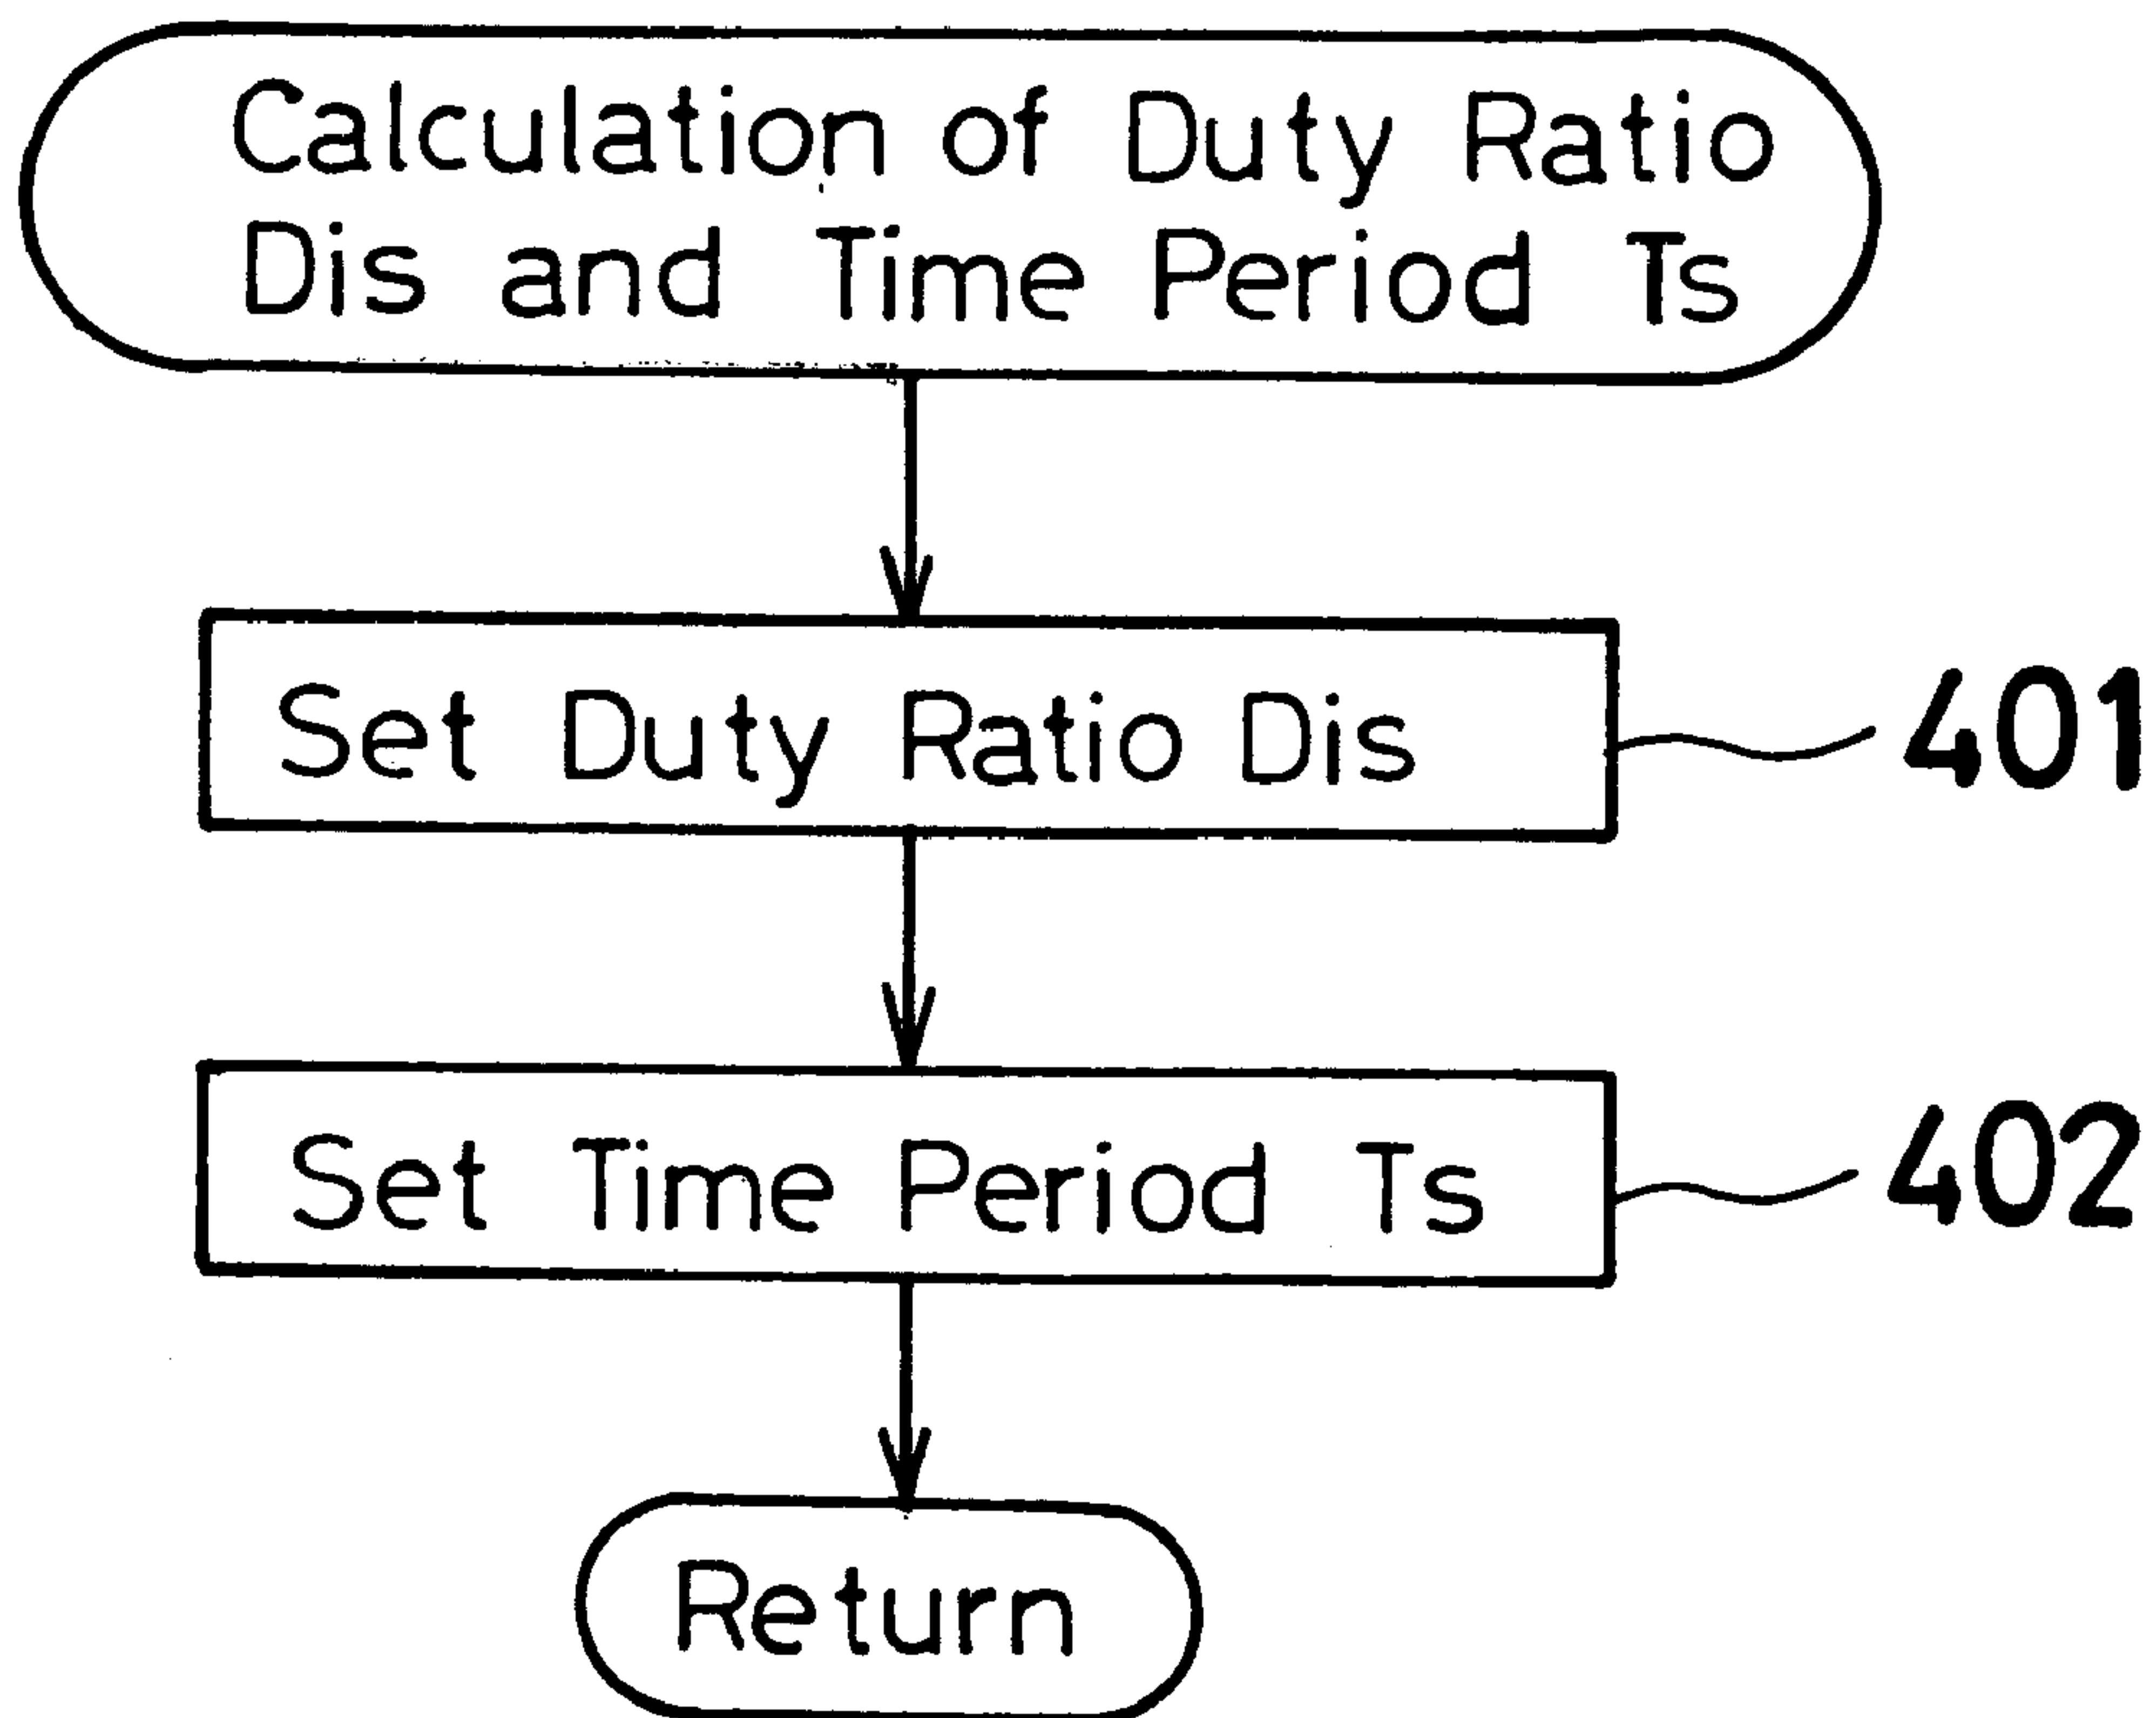 Calculation of Duty Ratio
Dis and Time Period Ts
Set Duty Ratio Dis
401
Set Time Period Ts
402
Return